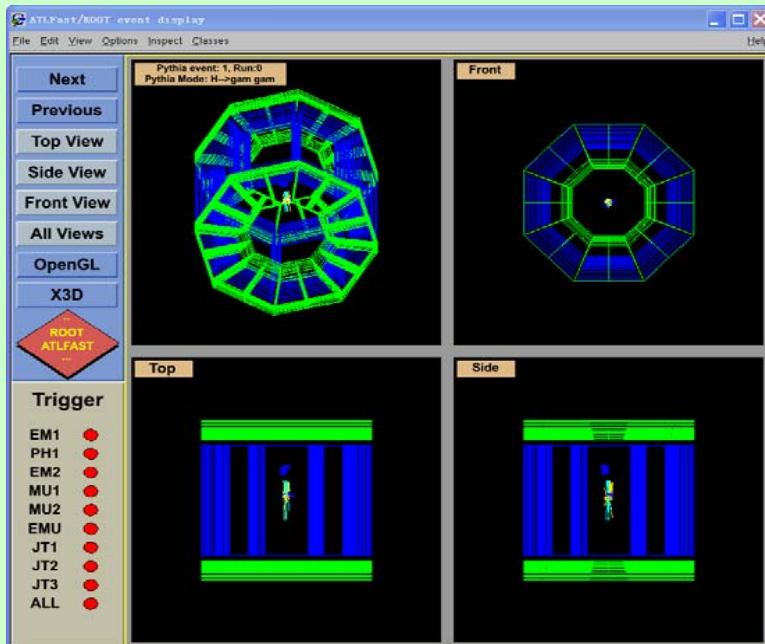 ATLFast/ROOT event display
File Edit View Options Inspect Classes Help
Next
Previous
Top View
Side View
Front View
All Views
OpenGL
X3D
ROOT
ATLFAST
Trigger
EM1
PH1
EM2
MU1
MU2
EMU
JT1
JT2
JT3
ALL
Pythia event: 1, Run:0
Pythia Mode: H-->gam gam
Front
Top
Side